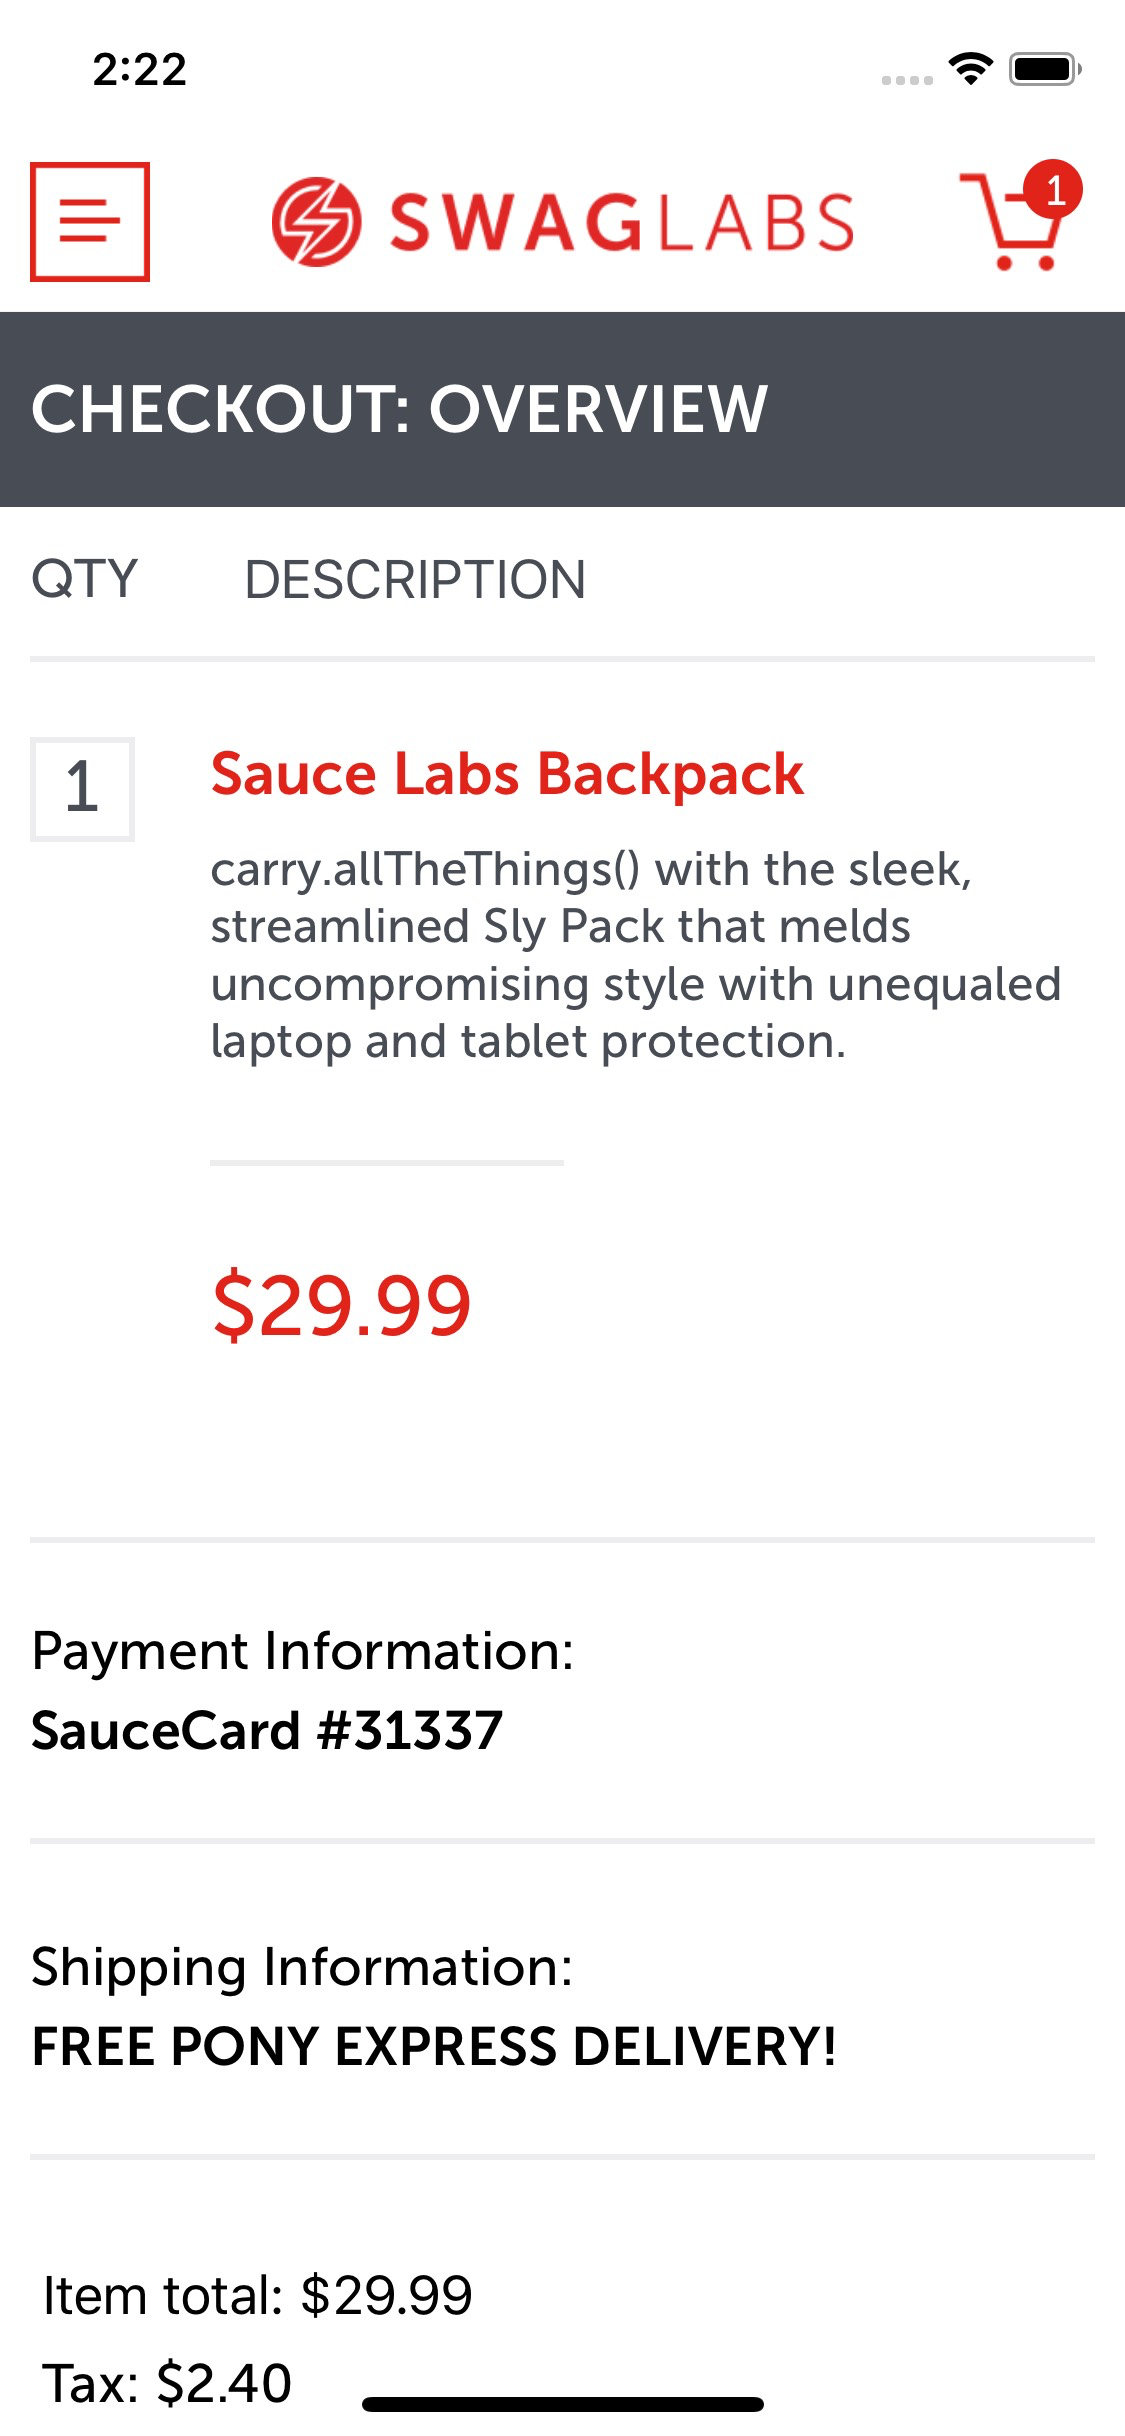 2:22
SWAGLABS
1
CHECKOUT: OVERVIEW
QTY DESCRIPTION
1
Sauce Labs Backpack
carry.allTheThings() with the sleek,
streamlined Sly Pack that melds
uncompromising style with unequaled
laptop and tablet protection.
$29.99
Payment Information:
SauceCard #31337
Shipping Information:
FREE PONY EXPRESS DELIVERY!
Item total: $29.99
Tax: $2.40